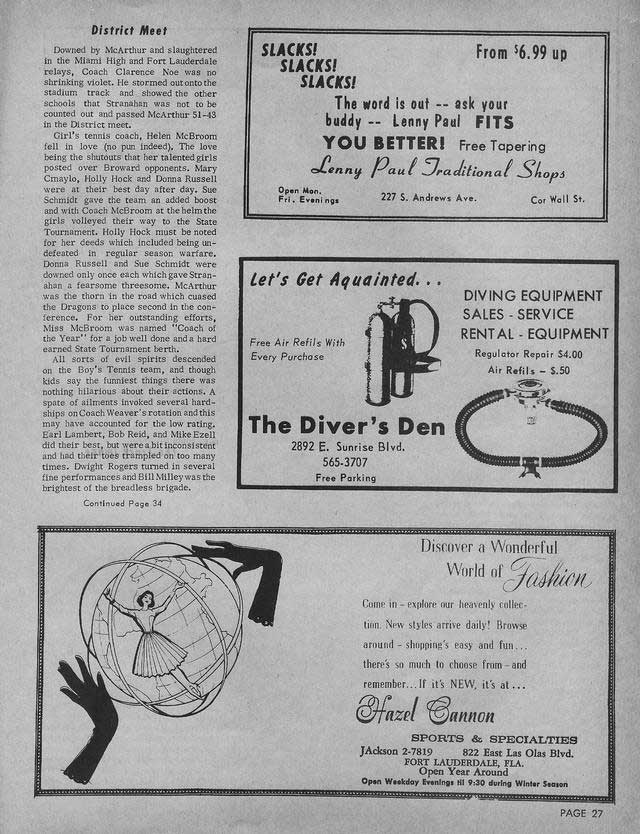 District Meet
Downed by McArthur and slaughtered
in the Miami High and Fort Lauderdale
relays, Coach Clarence Noe was no
shrinking violet. He stormed out onto the
stadium track and showed the other
schools that Stranahan was not to be
counted out and passed McArthur 51-43
in the District meet.
Girl's tennis coach, Helen McBroom
fell in love (no pun indeed). The love
being the shutouts that her talented girls
posted over Broward opponents. Mary
Cmaylo, Holly Hock and Donna Russell
were at their best day after day. Sue
Schmidt gave the team an added boost
and with Coach McBroom at the helm the
girls volleyed their way to the State
Tournament. Holly Hock must be noted
for her deeds which included being un-
defeated in regular season warfare.
Donna Russell and Sue Schmidt were
downed only once each which gave Stran-
ahan a fearsome threesome. McArthur
was the thorn in the road which cuased
the Dragons to place second in the con-
ference. For her outstanding efforts,
Miss McBroom was named "Coach of
the Year" for a job well done and a hard
earned State Tournament berth.
All sorts of evil spirits descended
on the Boy's Tennis team, and though
kids say the funniest things there was
nothing hilarious about their actions. A
spate of ailments invoked several hard-
ships on Coach Weaver's rotation and this
may have accounted for the low rating.
Earl Lambert, Bob Reid, and Mike Ezell
did their best, but were a bit inconsistent
and had their toes trampled on too many
times. Dwight Rogers turned in several
fine performances and Bill Milley was the
brightest of the breadless brigade.
Continued Page 34
SLACKS!
SLACKS!
SLACKS!
From $6.99 up
The word is out -- ask your
buddy -- Lenny Paul FITS
YOU BETTER! Free Tapering
Lenny Paul Traditional Shops
Open Mon.
Fri. Evenings
227 S. Andrews Ave.
Cor Wall St.
Let's Get Aquainted...
DIVING EQUIPMENT
SALES - SERVICE
RENTAL - EQUIPMENT
Regulator Repair $4.00
Air Refils - $.50
Free Air Refils With
Every Purchase
The Diver's Den
2892 E. Sunrise Blvd.
565-3707
Free Parking
Discover a Wonderful
World of Fashion
Come in - explore our heavenly collec-
tion. New styles arrive daily! Browse
around - shopping's easy and fun...
there's so much to choose from - and
remember...If it's NEW, it's at...
Hazel Cannon
SPORTS & SPECIALTIES
JAckson 2-7819 822 East Las Olas Blvd.
FORT LAUDERDALE, FLA.
Open Year Around
Open Weekday Evenings til 9:30 during Winter Season
PAGE 27